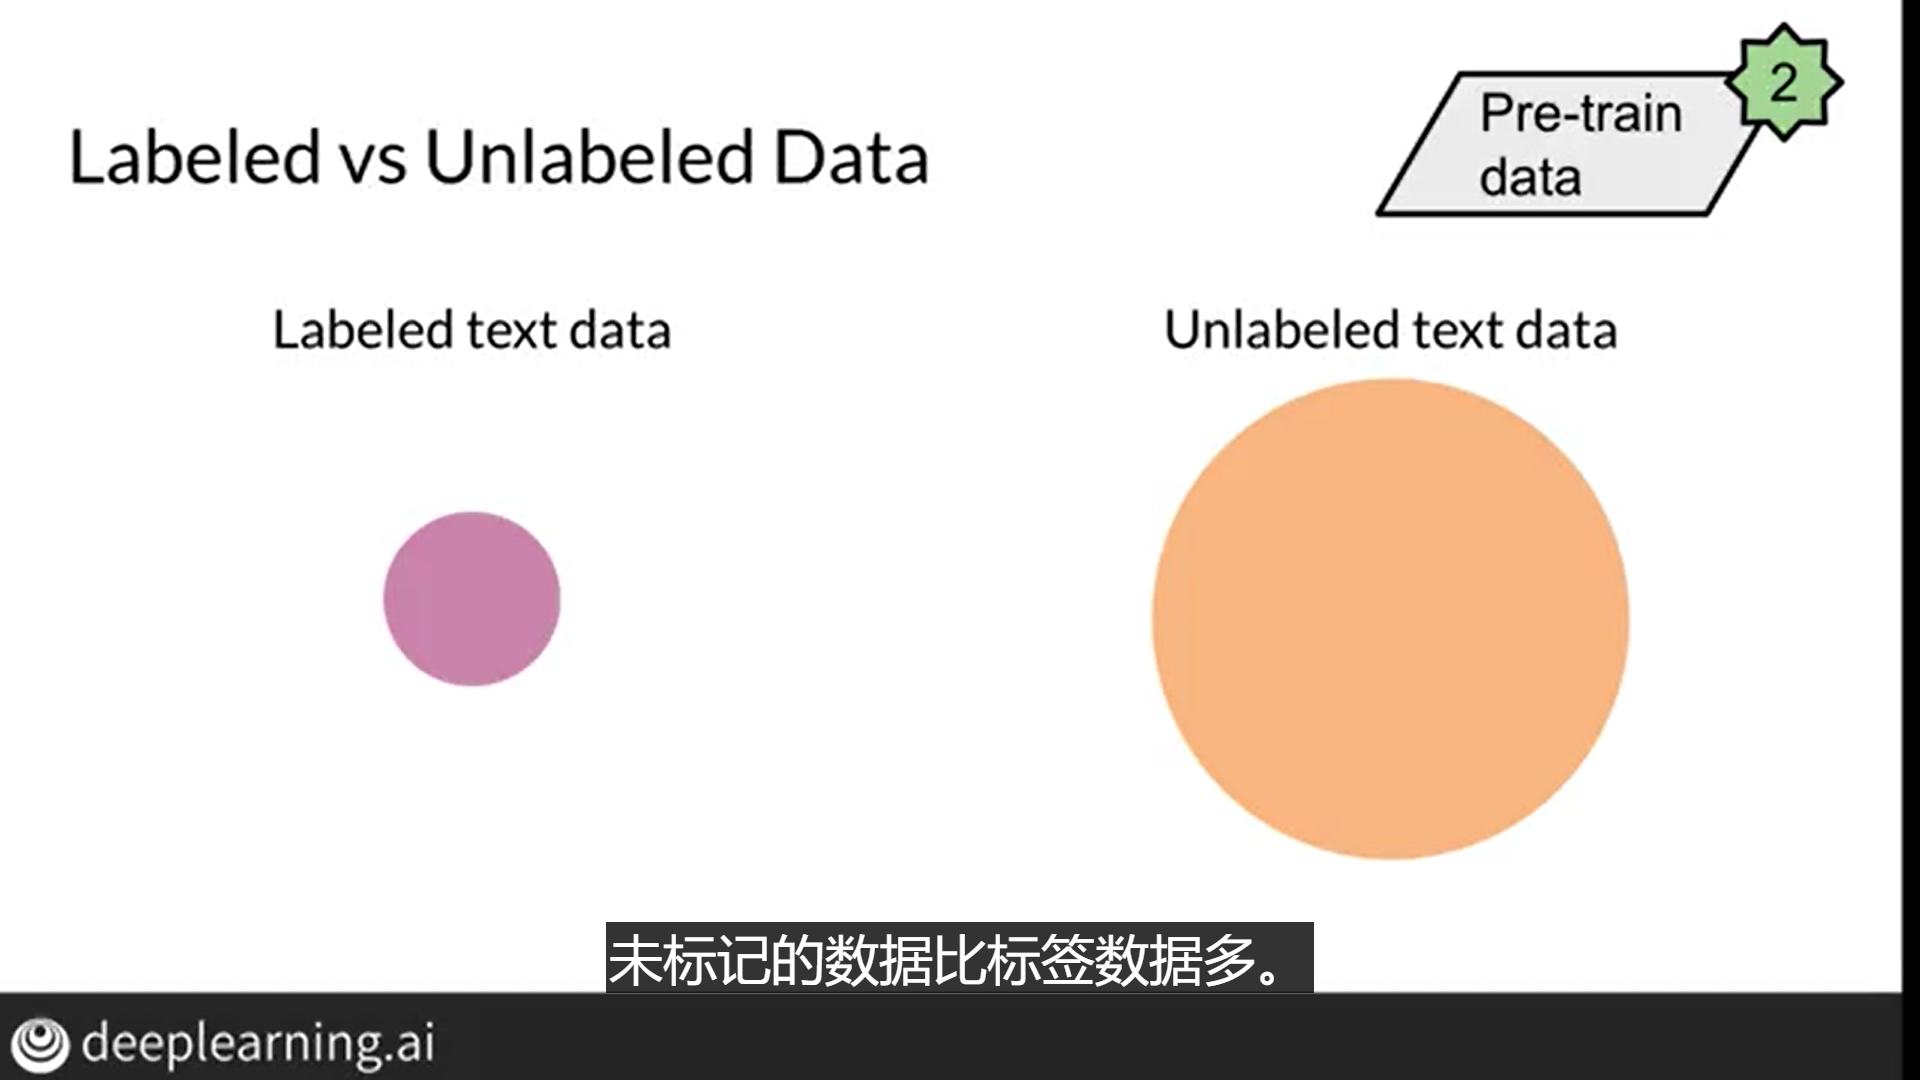 Labeled vs Unlabeled Data
Pre-train
data
2
Labeled text data
Unlabeled text data
未标记的数据比标签数据多。
deeplearning.ai